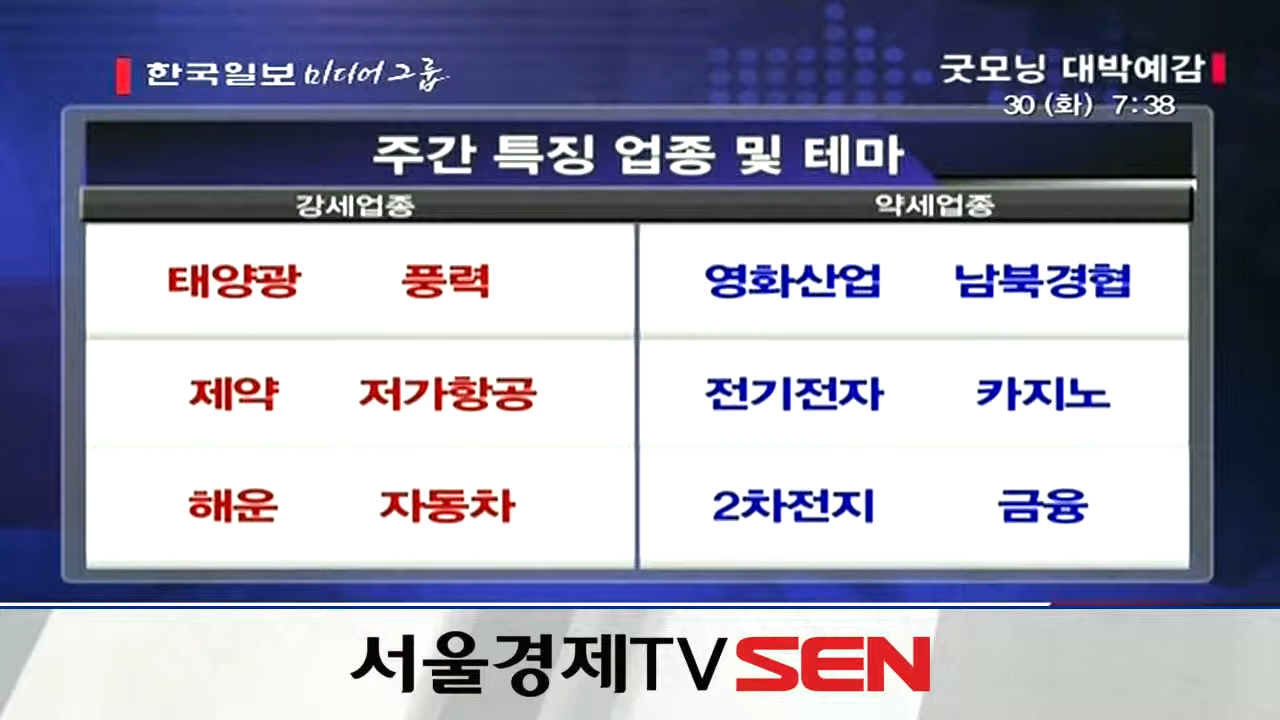 한국일보 미디어그룹
굿모닝 대박예감
30 (화) 7:38
주간 특징 업종 및 테마
강세업종 약세업종
태양광 풍력 영화산업 남북경협
제약 저가항공 전기전자 카지노
해운 자동차 2차전지 금융
서울경제TV SEN